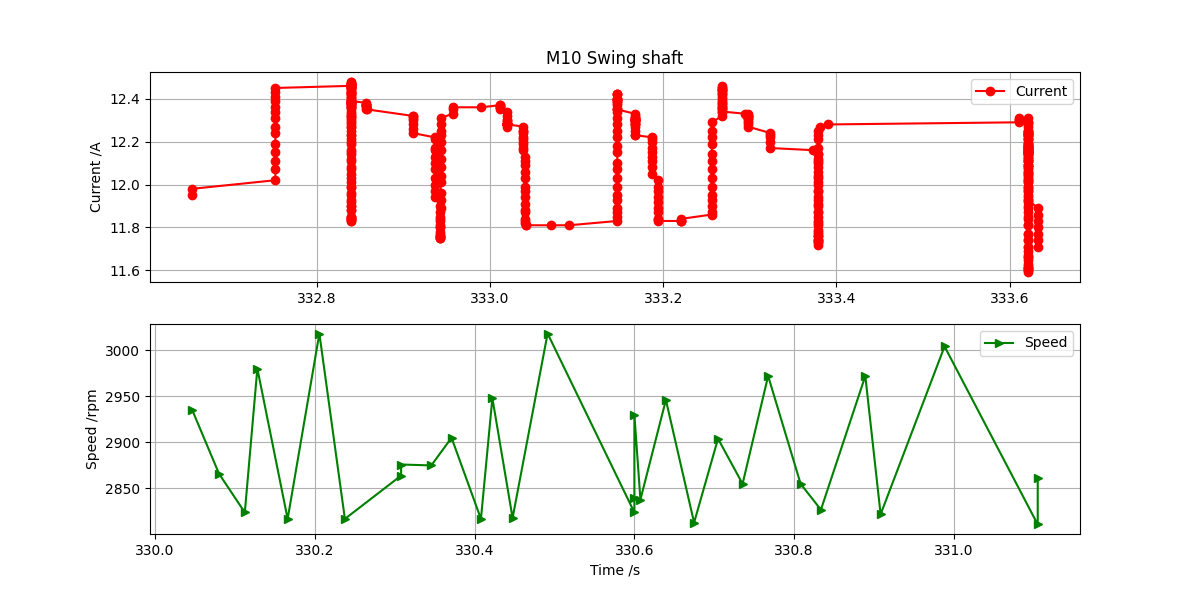 M10 Swing shaft
Current
12.4
12.2
12.0
11.8
11.6
Current /A
332.8 333.0 333.2 333.4 333.6
Speed
3000
2950
2900
2850
Speed /rpm
330.0 330.2 330.4 330.6 330.8 331.0
Time /s